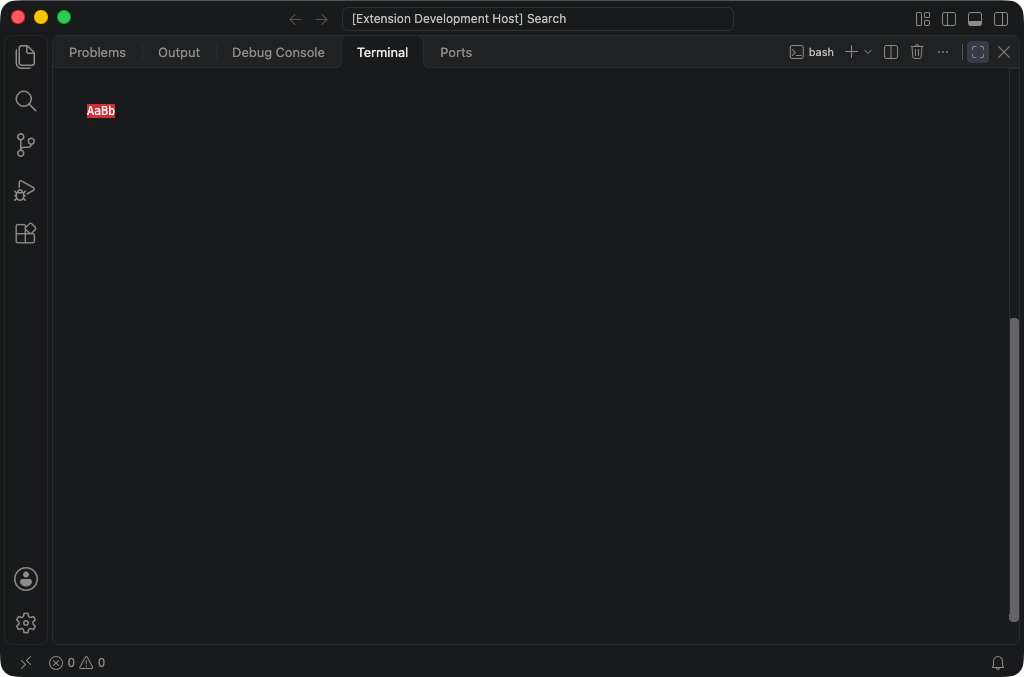 [Extension Development Host] Search
Problems Output Debug Console Terminal Ports bash
AaBb
0 0